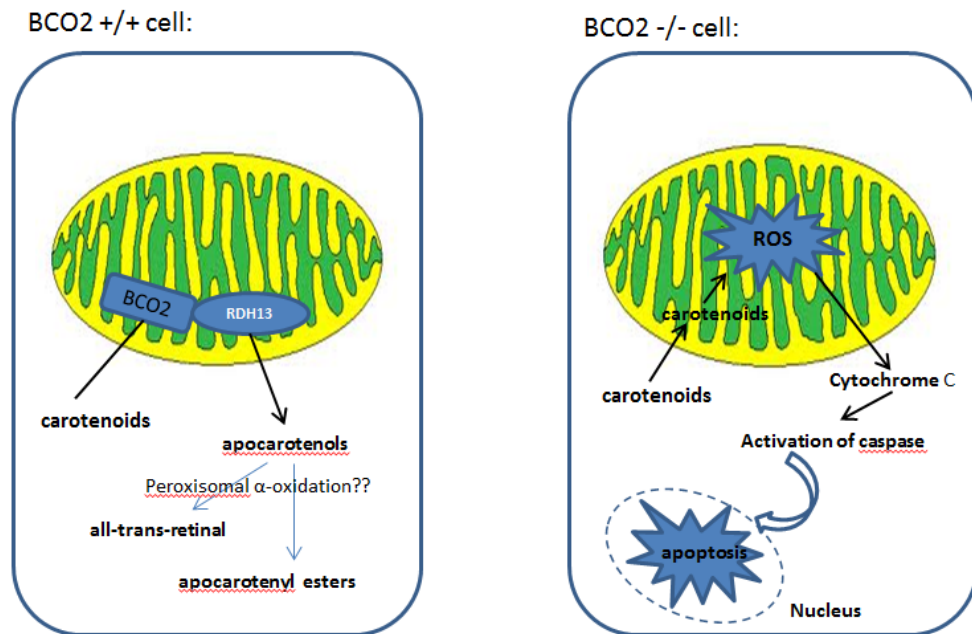 BCO2 +/+ cell:
BCO2
RDH13
carotenoids
apocarotenols
Peroxisomal α-oxidation??
all-trans-retinal
apocarotenyl esters
BCO2 -/- cell:
ROS
carotenoids
carotenoids
Cytochrome C
Activation of caspase
apoptosis
Nucleus